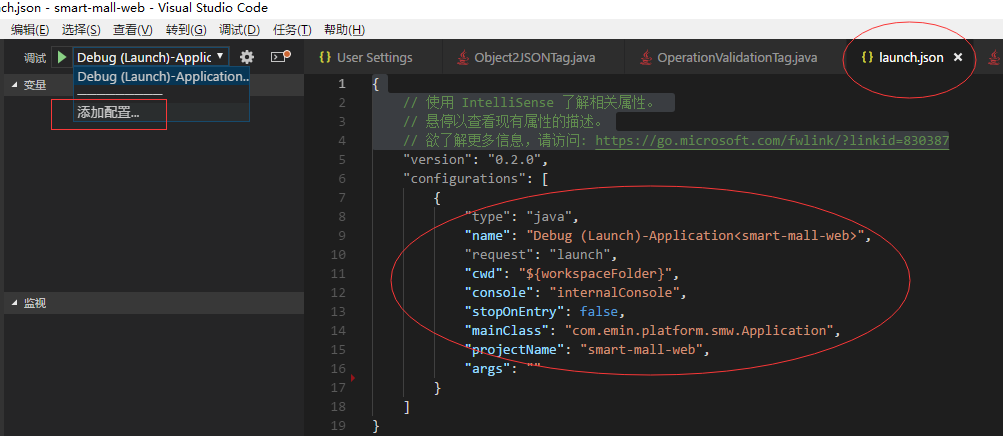 nch.json - smart-mall-web - Visual Studio Code
编辑(E) 选择(S) 查看(V) 转到(G) 调试(D) 任务(T) 帮助(H)
调试 Debug (Launch)-Applic
Debug (Launch)-Application..
添加配置...
变量
监视
{} User Settings Object2JSONTag.java OperationValidationTag.java {} launch.json
1 {
2 // 使用 IntelliSense 了解相关属性。
3 // 悬停以查看现有属性的描述。
4 // 欲了解更多信息，请访问: https://go.microsoft.com/fwlink/?linkid=830387
5 "version": "0.2.0",
6 "configurations": [
7 {
8 "type": "java",
9 "name": "Debug (Launch)-Application<smart-mall-web>",
10 "request": "launch",
11 "cwd": "${workspaceFolder}",
12 "console": "internalConsole",
13 "stopOnEntry": false,
14 "mainClass": "com.emin.platform.smw.Application",
15 "projectName": "smart-mall-web",
16 "args": ""
17 }
18 ]
19 }